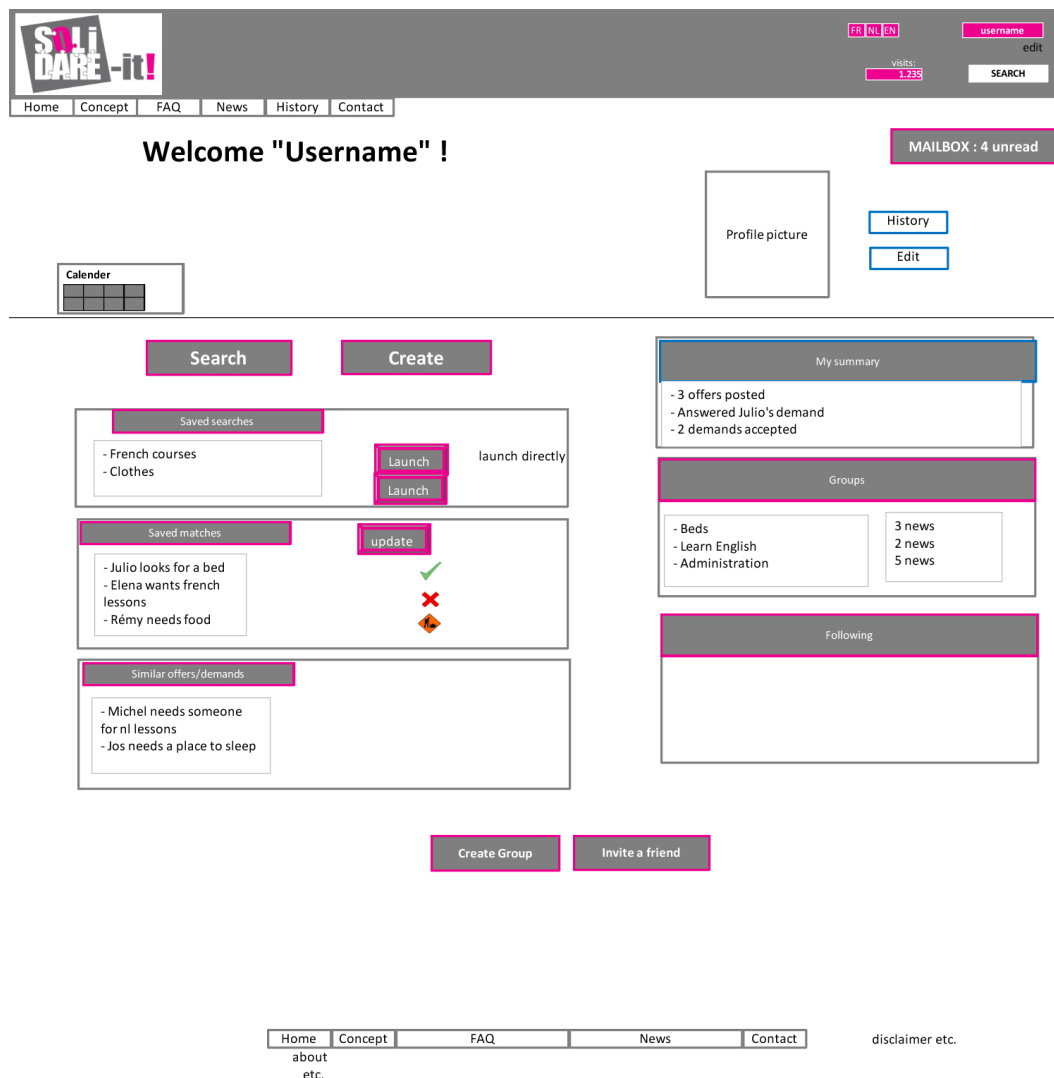 SOLi
DARE -it!
FR NL EN
username
edit
visits:
1.235
SEARCH
Home Concept FAQ News History Contact
Welcome "Username" !
MAILBOX : 4 unread
Profile picture
History
Edit
Calender
Search
Create
My summary
- 3 offers posted
- Answered Julio's demand
- 2 demands accepted
Saved searches
- French courses
- Clothes
Launch
launch directly
Launch
Groups
- Beds
- Learn English
- Administration
3 news
2 news
5 news
Saved matches
update
- Julio looks for a bed
- Elena wants french
lessons
- Rémy needs food
Following
Similar offers/demands
- Michel needs someone
for nl lessons
- Jos needs a place to sleep
Create Group
Invite a friend
Home Concept FAQ News Contact
disclaimer etc.
about
etc.